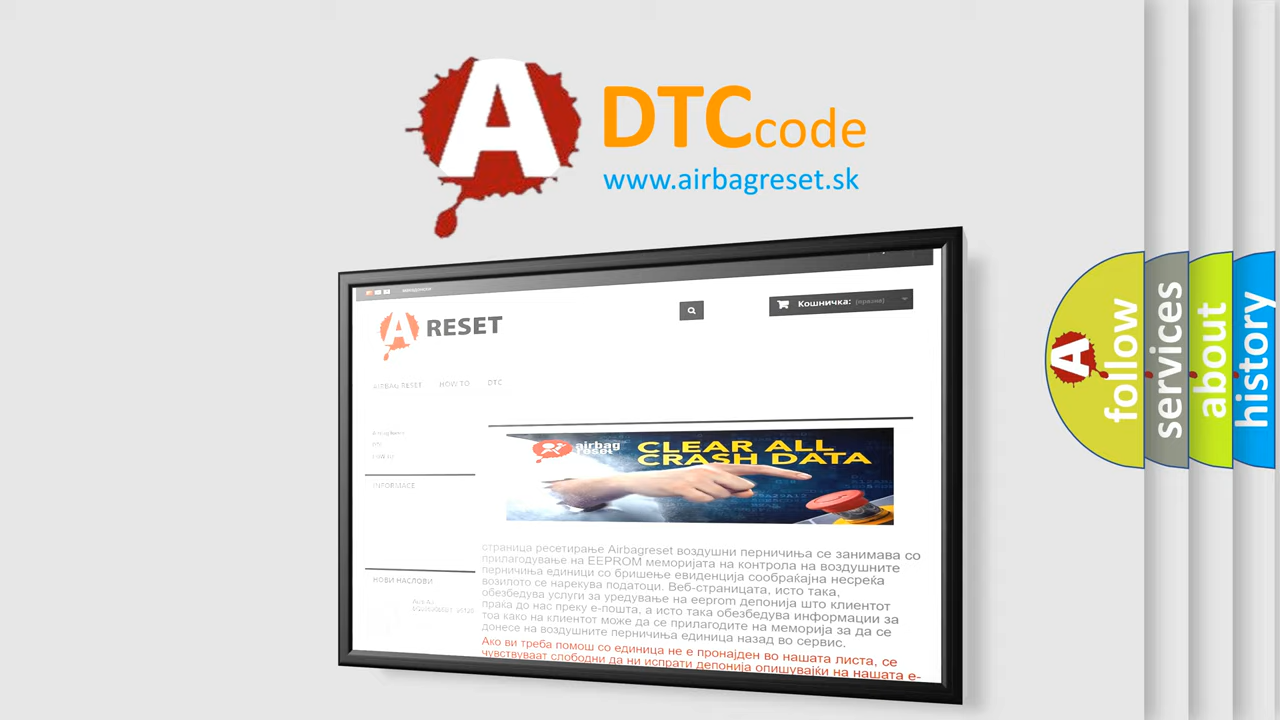 A
DTCcode
www.airbagreset.sk
A RESET
Кошничка: (празни)
AIRBAG RESET HOW TO DTC
INFORMACE
airbag
reset
CLEAR ALL
CRASH DATA
страница ресетирање Airbagreset воздушни перничиња се занимава со
прилагодување на EEPROM меморијата на контрола на воздушните
перничиња единици со бришење евиденција сообраќајна несреќа
возилото се нарекува податоци. Веб-страницата, исто така,
обезбедува услуги за уредување на eeprom депонија што клиентот
праќа до нас преку е-пошта, а исто така обезбедува информации за
тоа како на клиентот може да се прилагодите на меморија за да се
донесе на воздушните перничиња единица назад во сервис.
Ако ви треба помош со единица не е пронајден во нашата листа, се
чувствуваат слободни да ни испрати депонија опишувајќи на нашата е-
НОВИ НАСЛОВИ
A
follow
services
about
history